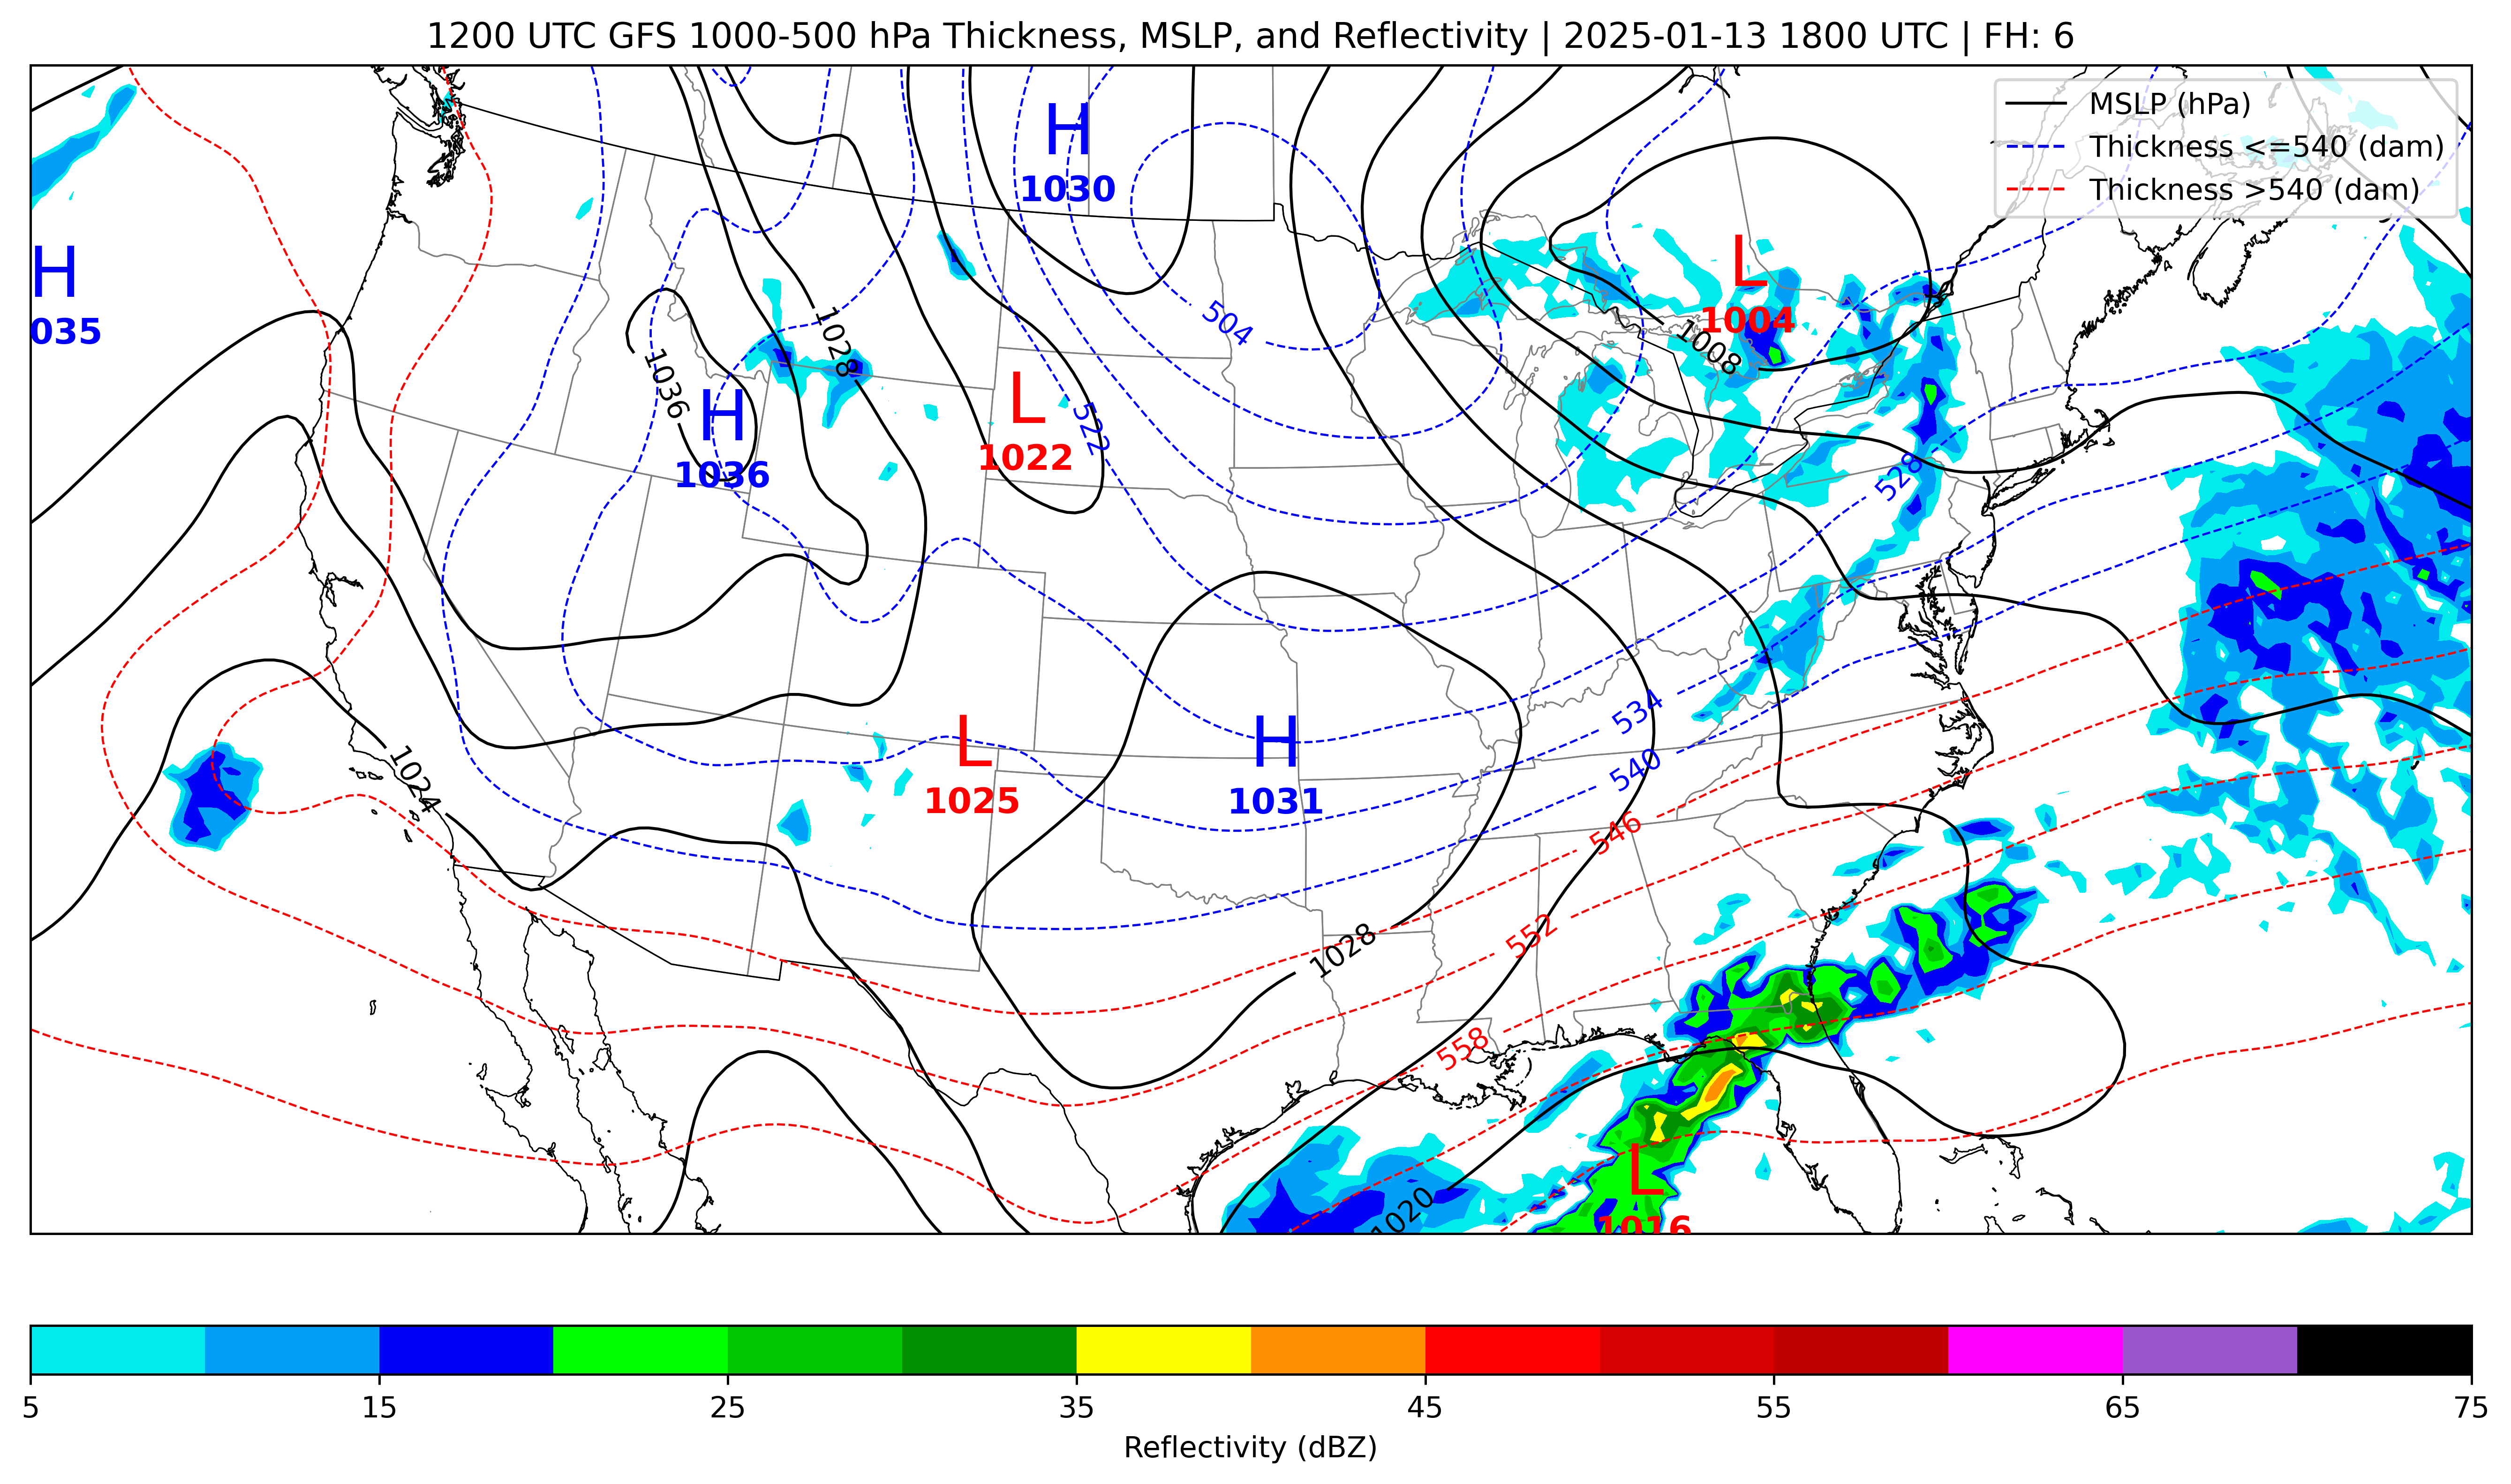 1200 UTC GFS 1000-500 hPa Thickness, MSLP, and Reflectivity | 2025-01-13 1800 UTC | FH: 6
MSLP (hPa)
Thickness <=540 (dam)
Thickness >540 (dam)
H
1030
H
035
L
1004
1008
504
1028
1036
H
1036
L
1022
522
528
534
540
546
552
558
L
1025
H
1031
1024
1028
1020
L
1016
5 15 25 35 45 55 65 75
Reflectivity (dBZ)